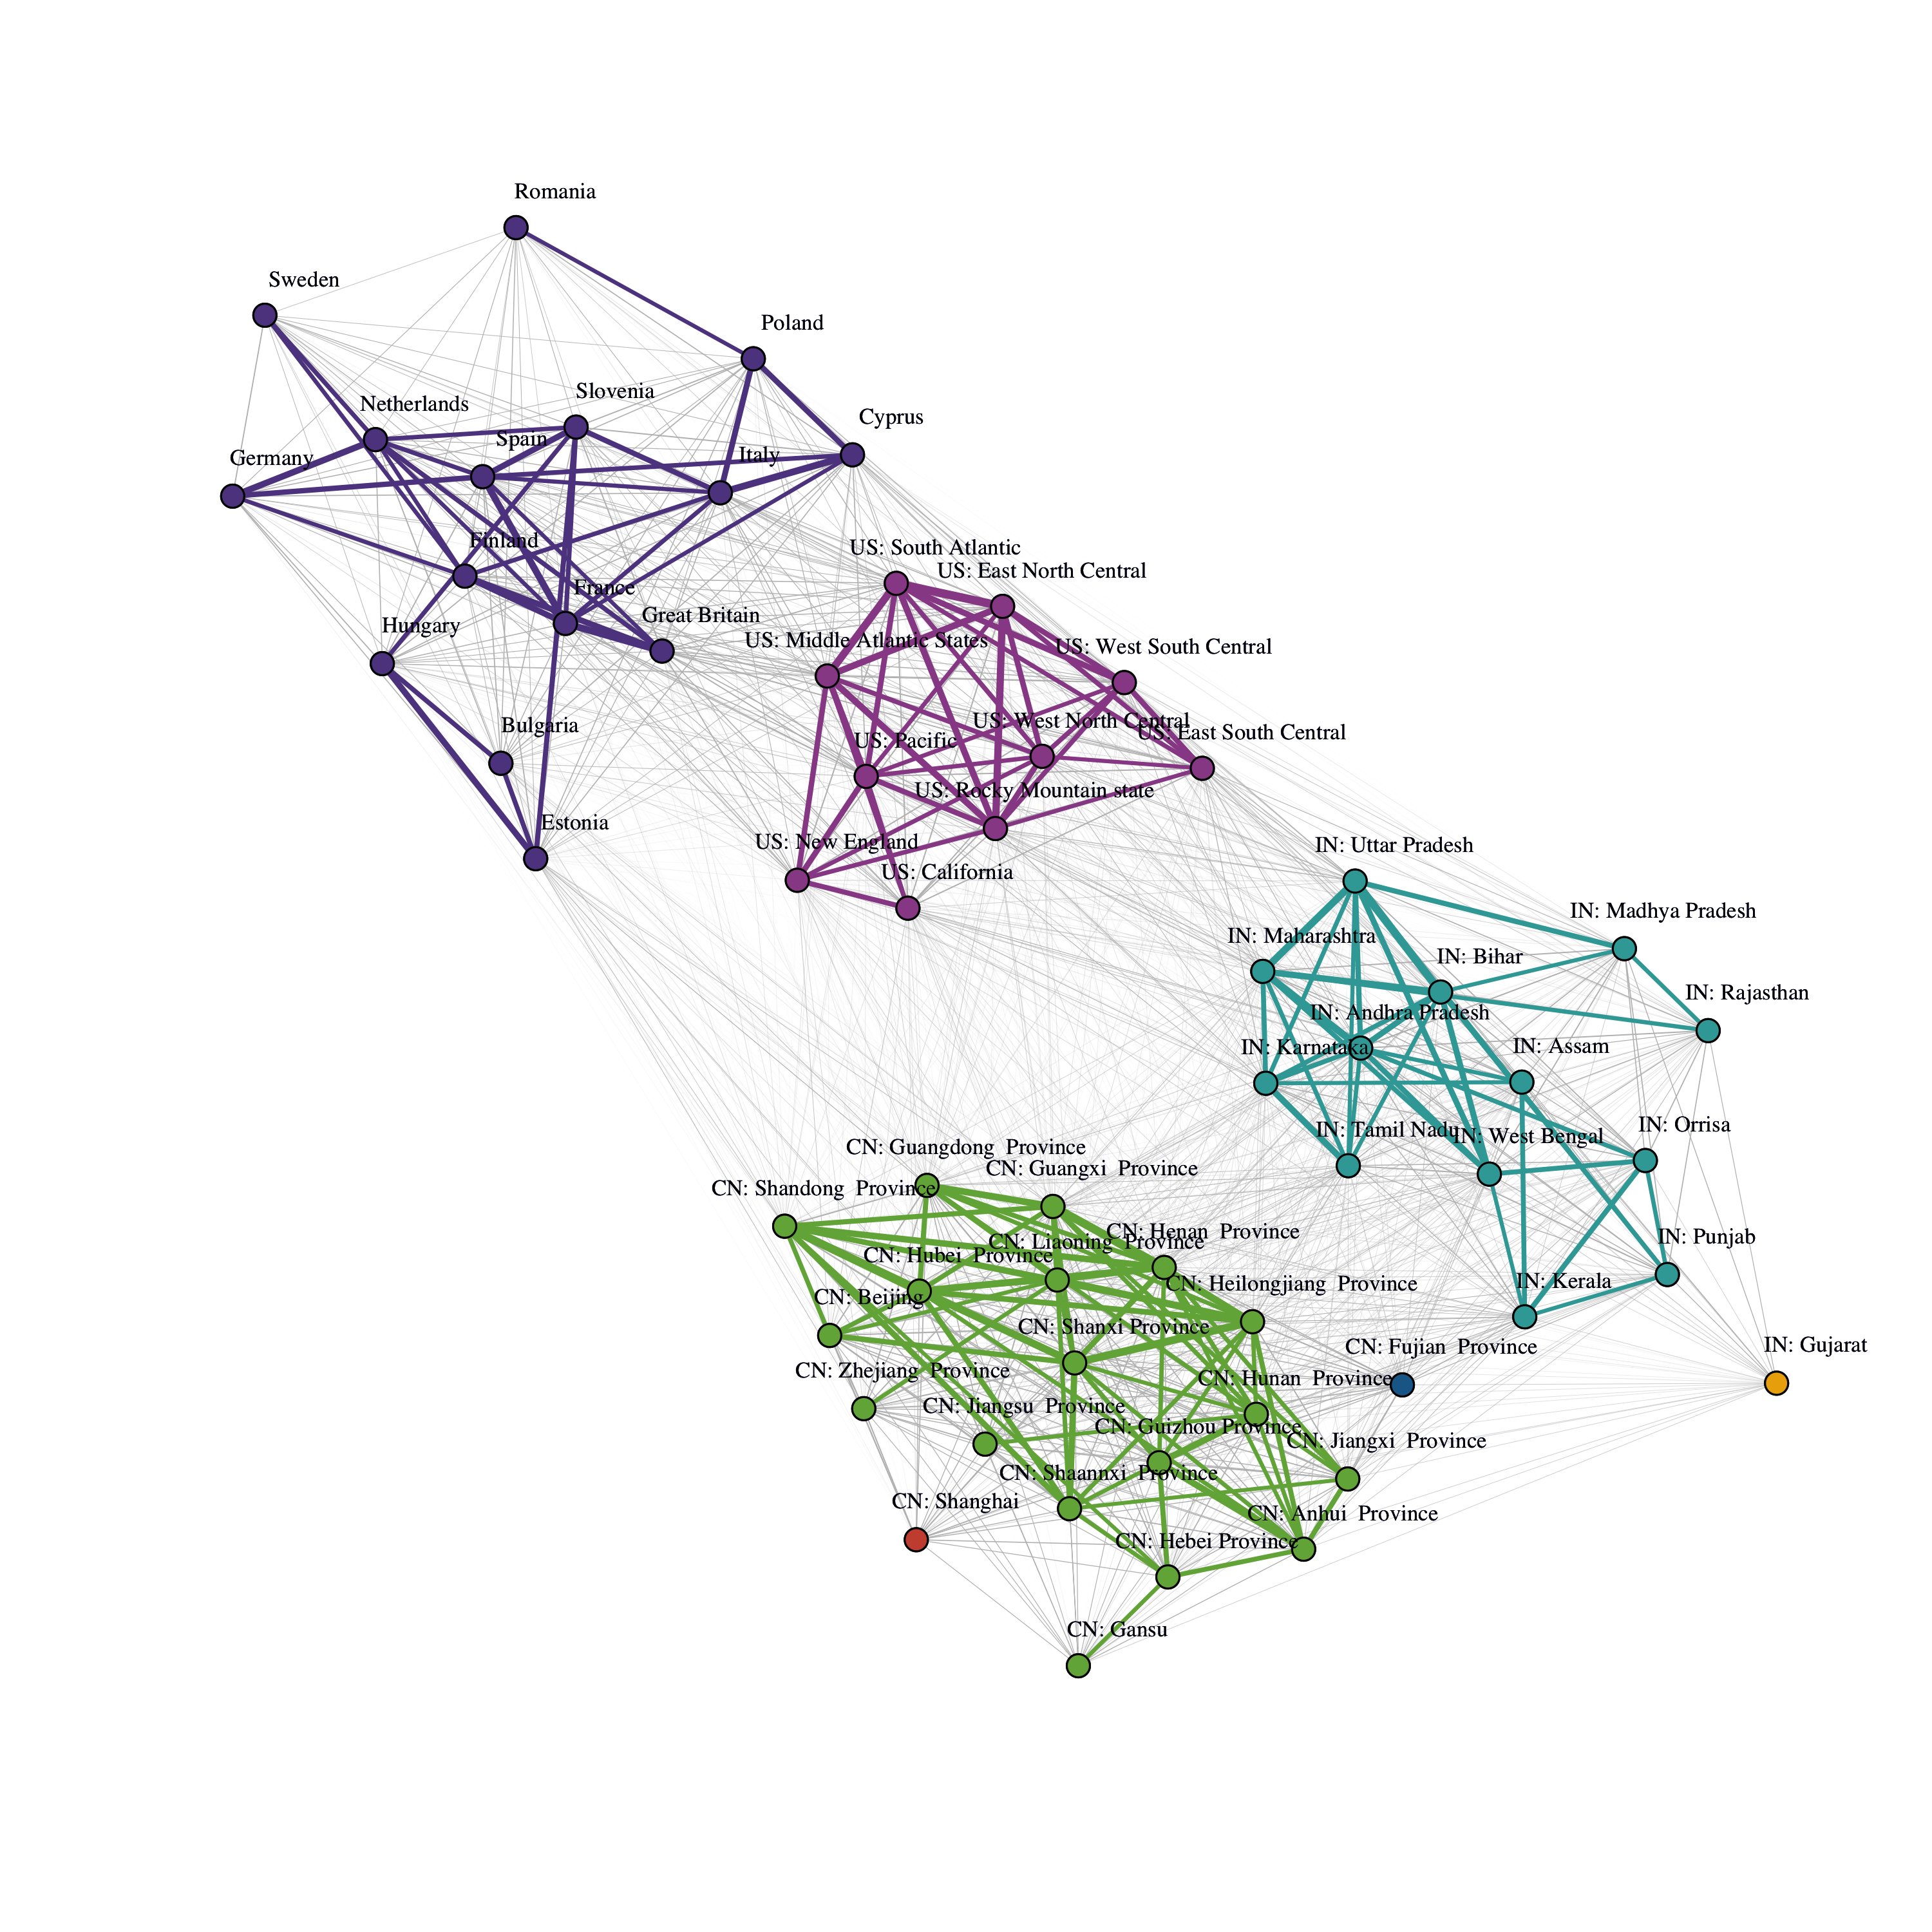 Romania
Sweden
Poland
Slovenia
Netherlands
Cyprus
Spain
Germany
Italy
Finland
US: South Atlantic
US: East North Central
France
Great Britain
Hungary
US: Middle Atlantic States
US: West South Central
US: West North Central
Bulgaria
US: East South Central
US: Pacific
US: Rocky Mountain state
Estonia
US: New England
IN: Uttar Pradesh
US: California
IN: Madhya Pradesh
IN: Maharashtra
IN: Bihar
IN: Rajasthan
IN: Andhra Pradesh
IN: Karnataka
IN: Assam
IN: Orrisa
IN: Tamil Nadu
IN: West Bengal
CN: Guangdong  Province
CN: Guangxi  Province
CN: Shandong  Province
CN: Henan  Province
IN: Punjab
CN: Liaoning  Province
CN: Hubei  Province
IN: Kerala
CN: Heilongjiang  Province
CN: Beijing
CN: Shanxi Province
IN: Gujarat
CN: Fujian  Province
CN: Zhejiang  Province
CN: Hunan  Province
CN: Jiangsu  Province
CN: Guizhou Province
CN: Jiangxi  Province
CN: Shaannxi  Province
CN: Shanghai
CN: Anhui  Province
CN: Hebei Province
CN: Gansu